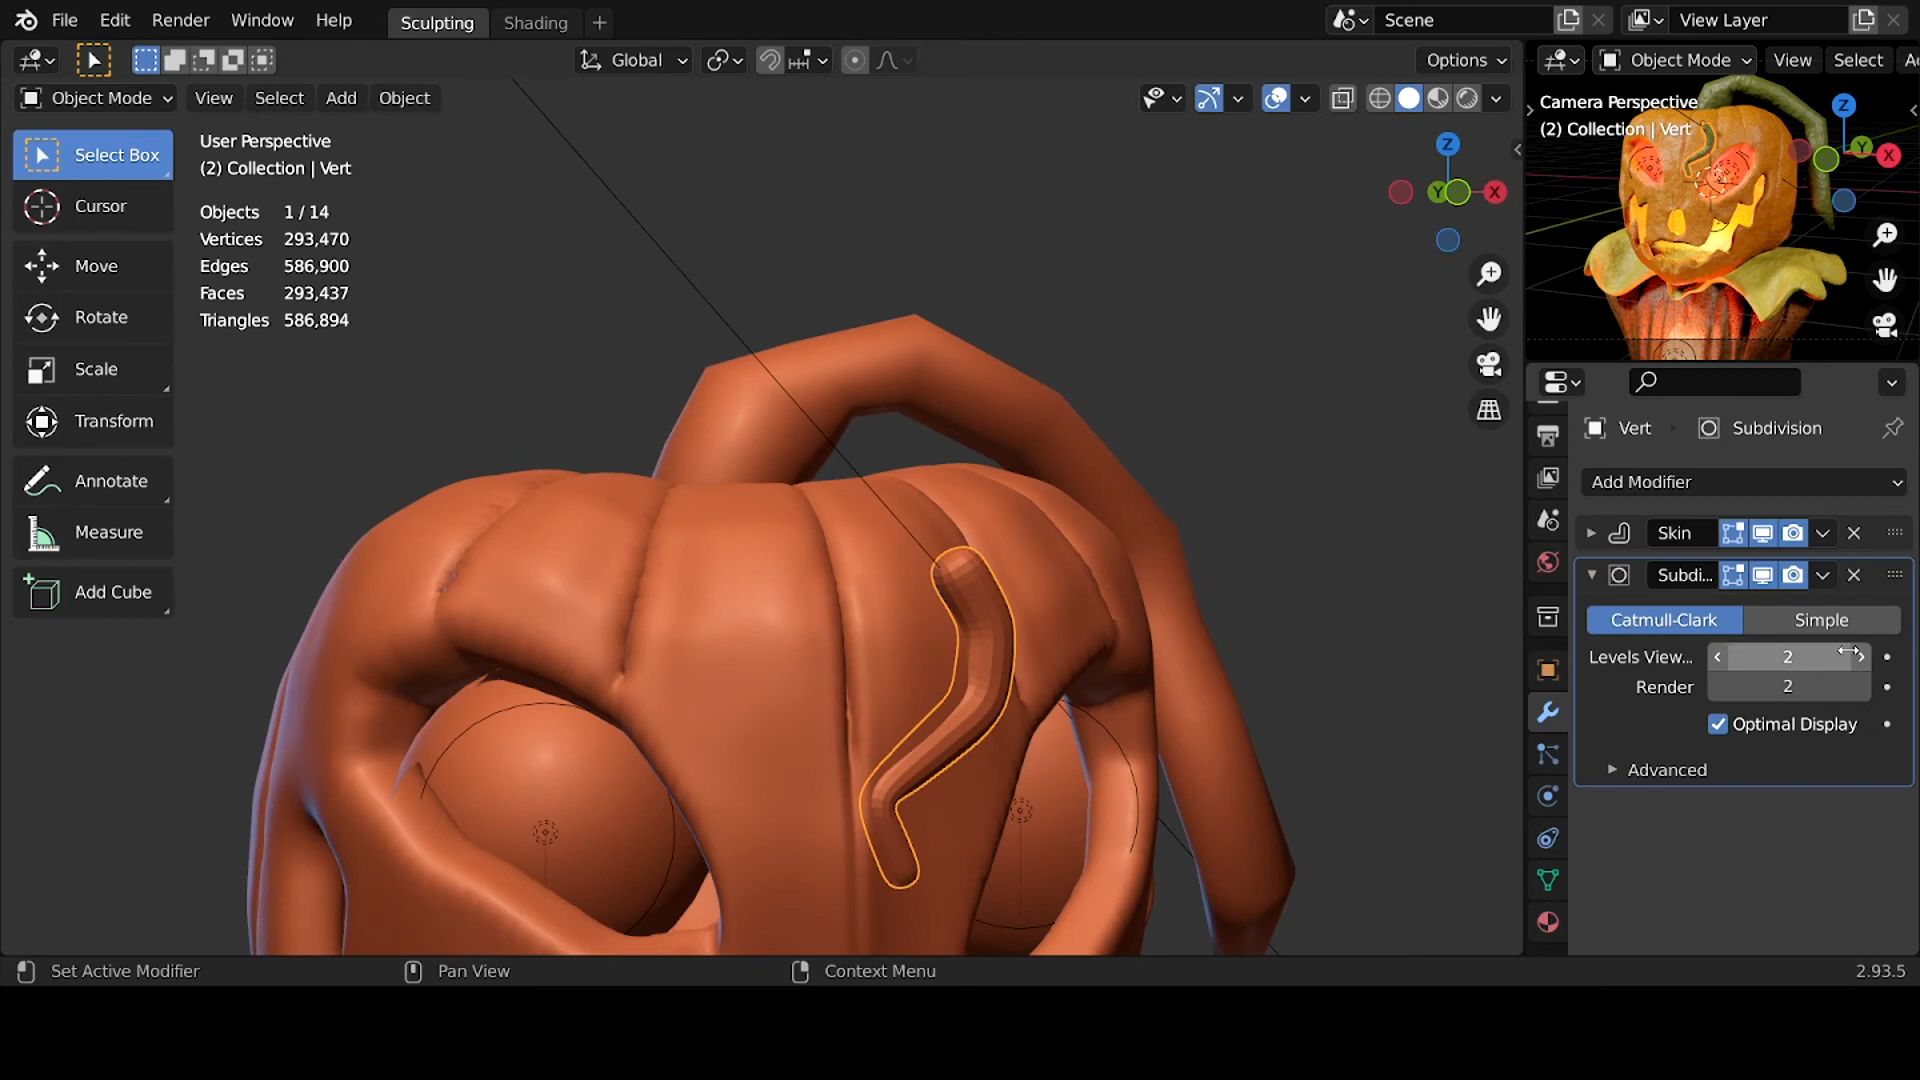 File Edit Render Window Help Sculpting Shading + Scene View Layer
Global Options Object Mode View Select
Object Mode View Select Add Object
Select Box
Cursor
Move
Rotate
Scale
Transform
Annotate
Measure
Add Cube
User Perspective
(2) Collection | Vert
Objects 1 / 14
Vertices 293,470
Edges 586,900
Faces 293,437
Triangles 586,894
Z
Y
X
Camera Perspective
(2) Collection | Vert
Z
Y
X
Vert Subdivision
Add Modifier
Skin
Subdi...
Catmull-Clark Simple
Levels View... 2
Render 2
Optimal Display
Advanced
Set Active Modifier Pan View Context Menu 2.93.5